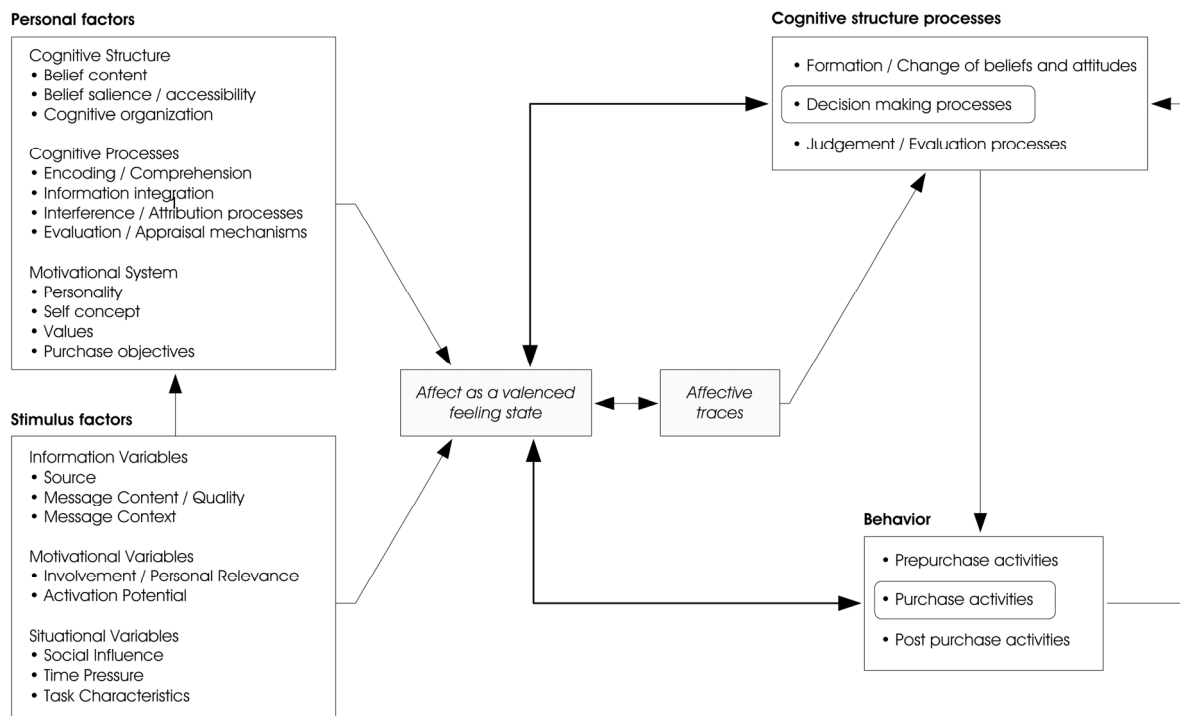 Personal factors
Cognitive Structure
• Belief content
• Belief salience / accessibility
• Cognitive organization
Cognitive Processes
• Encoding / Comprehension
• Information integration
• Interference / Attribution processes
• Evaluation / Appraisal mechanisms
Motivational System
• Personality
• Self concept
• Values
• Purchase objectives
Stimulus factors
Information Variables
• Source
• Message Content / Quality
• Message Context
Motivational Variables
• Involvement / Personal Relevance
• Activation Potential
Situational Variables
• Social Influence
• Time Pressure
• Task Characteristics
Affect as a valenced
feeling state
Affective
traces
Cognitive structure processes
• Formation / Change of beliefs and attitudes
• Decision making processes
• Judgement / Evaluation processes
Behavior
• Prepurchase activities
• Purchase activities
• Post purchase activities